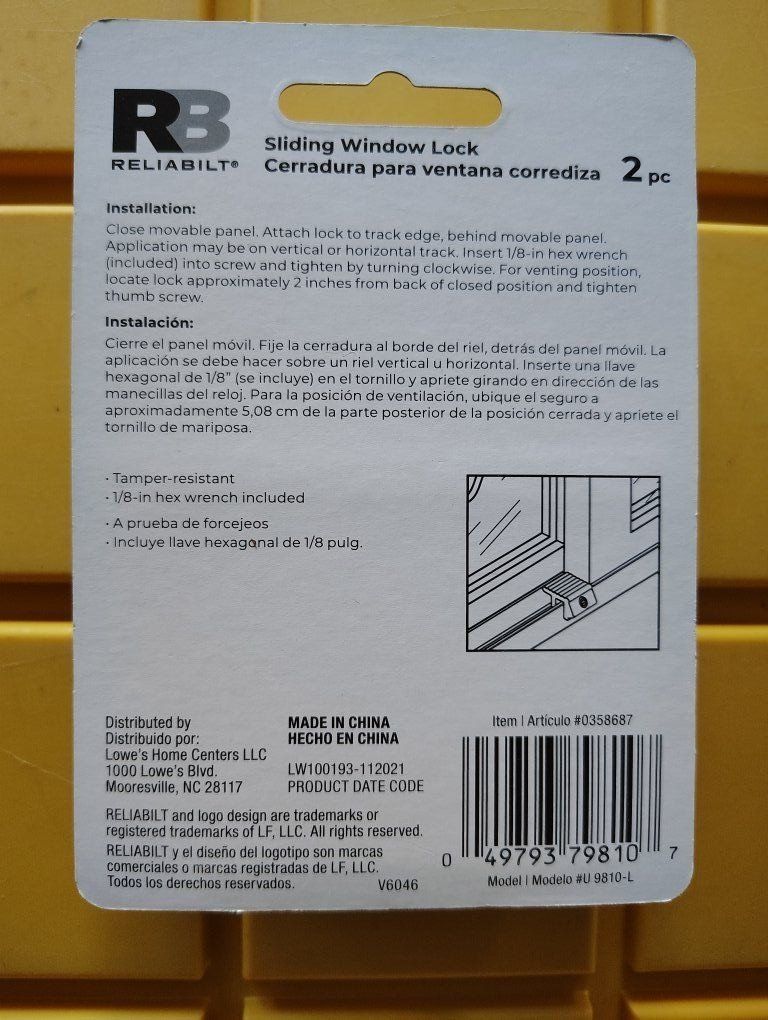 RB
RELIABILT®
Sliding Window Lock
Cerradura para ventana corrediza
2 pc
Installation:
Close movable panel. Attach lock to track edge, behind movable panel.
Application may be on vertical or horizontal track. Insert 1/8-in hex wrench
(included) into screw and tighten by turning clockwise. For venting position,
locate lock approximately 2 inches from back of closed position and tighten
thumb screw.
Instalación:
Cierre el panel móvil. Fije la cerradura al borde del riel, detrás del panel móvil. La
aplicación se debe hacer sobre un riel vertical u horizontal. Inserte una llave
hexagonal de 1/8” (se incluye) en el tornillo y apriete girando en dirección de las
manecillas del reloj. Para la posición de ventilación, ubique el seguro a
aproximadamente 5,08 cm de la parte posterior de la posición cerrada y apriete el
tornillo de mariposa.
· Tamper-resistant
· 1/8-in hex wrench included
· A prueba de forcejeos
· Incluye llave hexagonal de 1/8 pulg.
Distributed by
Distribuido por:
Lowe's Home Centers LLC
1000 Lowe's Blvd.
Mooresville, NC 28117
MADE IN CHINA
HECHO EN CHINA
LW100193-112021
PRODUCT DATE CODE
RELIABILT and logo design are trademarks or
registered trademarks of LF, LLC. All rights reserved.
RELIABILT y el diseño del logotipo son marcas
comerciales o marcas registradas de LF, LLC.
Todos los derechos reservados.
V6046
Item | Artículo #0358687
0 49793 79810 7
Model | Modelo #U 9810-L